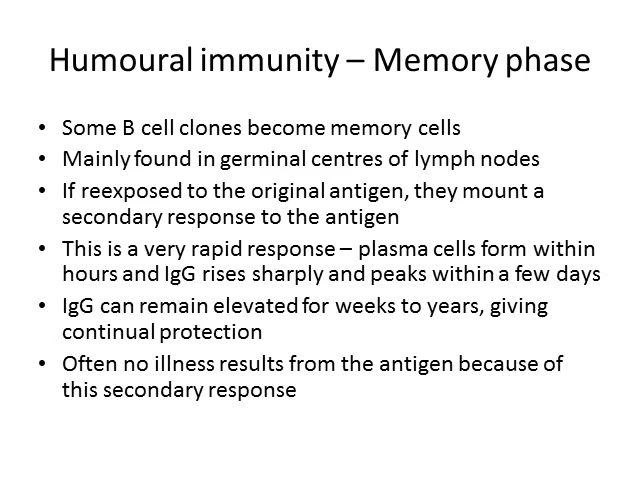 Humoural immunity – Memory phase
• Some B cell clones become memory cells
• Mainly found in germinal centres of lymph nodes
• If reexposed to the original antigen, they mount a
secondary response to the antigen
• This is a very rapid response – plasma cells form within
hours and IgG rises sharply and peaks within a few days
• IgG can remain elevated for weeks to years, giving
continual protection
• Often no illness results from the antigen because of
this secondary response